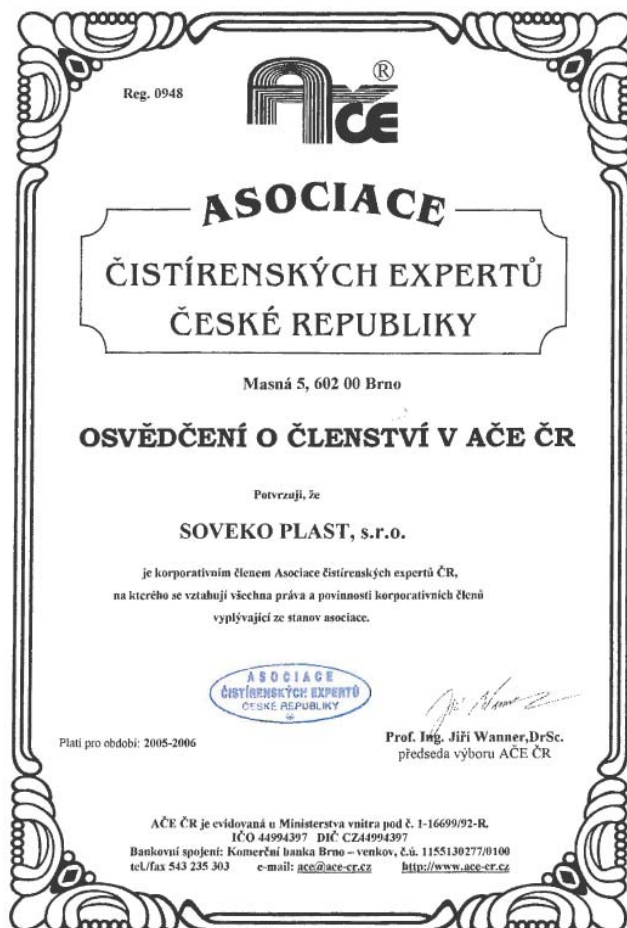 Reg. 0948
AČE ®
ASOCIACE
ČISTÍRENSKÝCH EXPERTŮ
ČESKÉ REPUBLIKY
Masná 5, 602 00 Brno
OSVĚDČENÍ O ČLENSTVÍ V AČE ČR
Potvrzuji, že
SOVEKO PLAST, s.r.o.
je korporativním členem Asociace čistírenských expertů ČR,
na kterého se vztahují všechna práva a povinnosti korporativních členů
vyplývající ze stanov asociace.
ASOCIACE
ČISTÍRENSKÝCH EXPERTŮ
ČESKÉ REPUBLIKY
Platí pro období: 2005-2006
Prof. Ing. Jiří Wanner,DrSc.
předseda výboru AČE ČR
AČE ČR je evidovaná u Ministerstva vnitra pod č. 1-16699/92-R.
IČO 44994397 DIČ CZ44994397
Bankovní spojení: Komerční banka Brno – venkov, č.ú. 1155130277/0100
tel./fax 543 235 303 e-mail: ace@ace-cr.cz http://www.ace-cr.cz